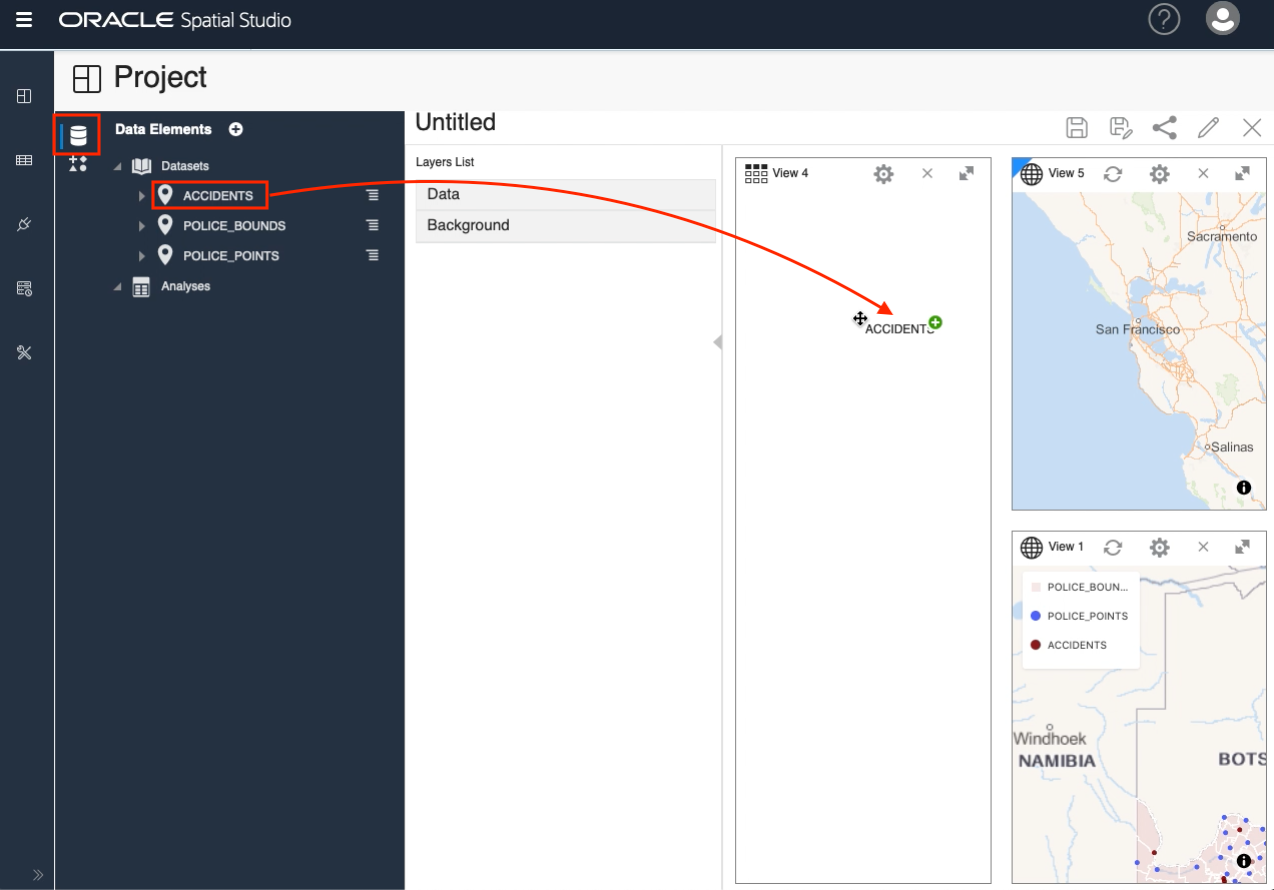 ORACLE Spatial Studio
?
Project
Data Elements
Datasets
ACCIDENTS
POLICE_BOUNDS
POLICE_POINTS
Analyses
Untitled
Layers List
Data
Background
View 4
ACCIDENTS
View 5
Sacramento
San Francisco
Salinas
View 1
POLICE_BOUN...
POLICE_POINTS
ACCIDENTS
Windhoek
NAMIBIA
BOTS